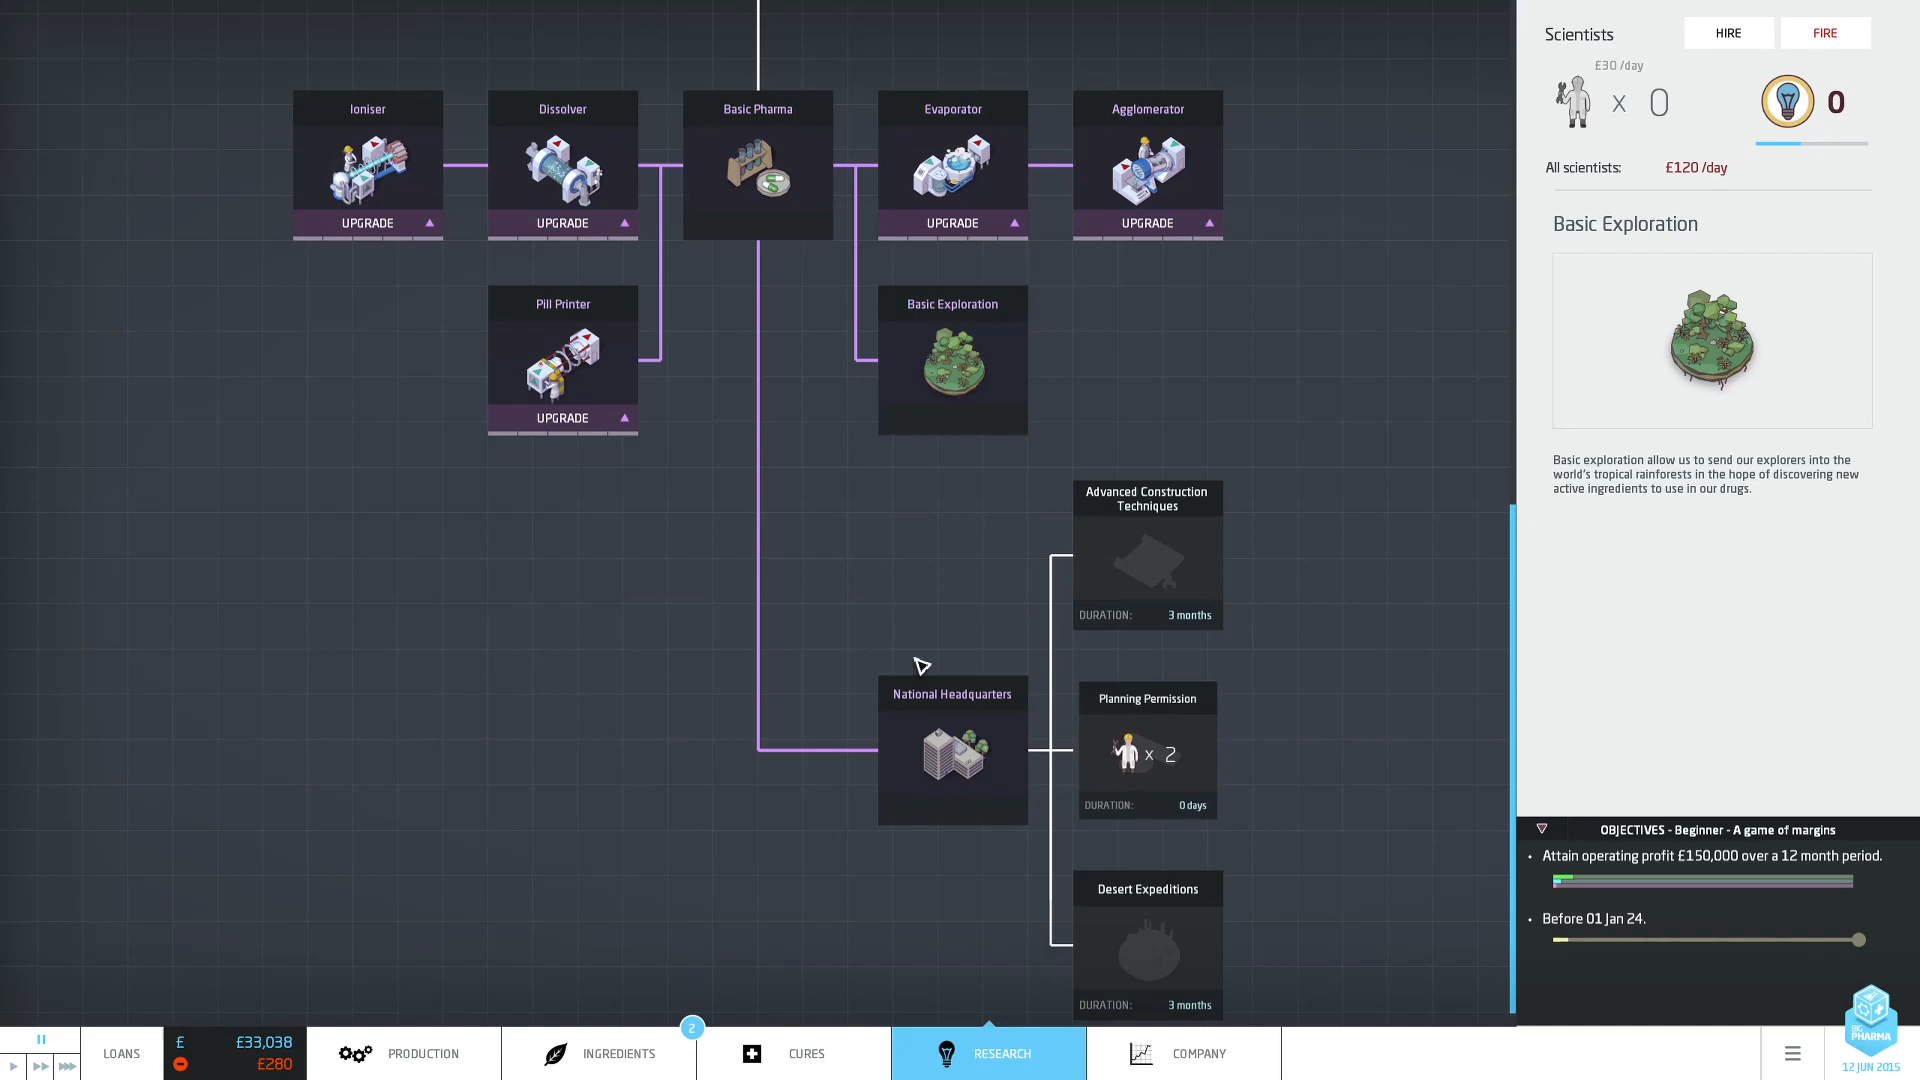 Scientists
HIRE
FIRE
£30 /day
x 0
0
All scientists:
£120 /day
Basic Exploration
Basic exploration allow us to send our explorers into the
world's tropical rainforests in the hope of discovering new
active ingredients to use in our drugs.
Ioniser
UPGRADE
Dissolver
UPGRADE
Basic Pharma
Evaporator
UPGRADE
Agglomerator
UPGRADE
Pill Printer
UPGRADE
Basic Exploration
Advanced Construction
Techniques
DURATION: 3 months
National Headquarters
Planning Permission
x 2
DURATION: 0 days
Desert Expeditions
DURATION: 3 months
OBJECTIVES - Beginner - A game of margins
• Attain operating profit £150,000 over a 12 month period.
• Before 01 Jan 24.
LOANS
£ £33,038
£280
PRODUCTION
INGREDIENTS
2
CURES
RESEARCH
COMPANY
BIG
PHARMA
12 JUN 2015